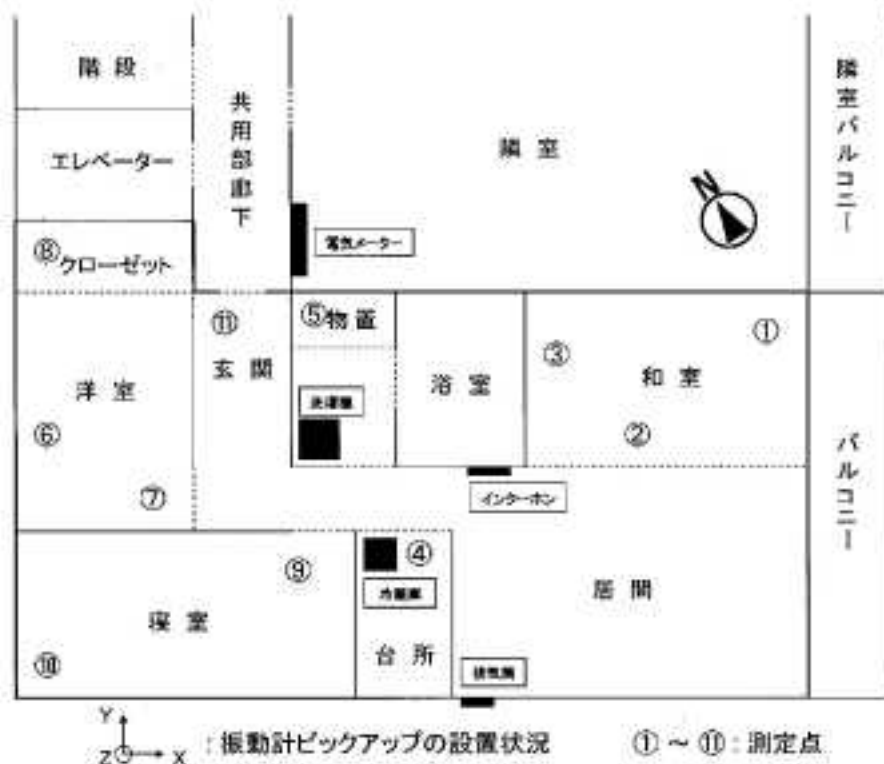 階段
共用部廊下
隣室
隣室バルコニー
エレベーター
N
電気メーター
⑧クローゼット
⑪
⑤物置
③
①
玄関
洋室
浴室
和室
洗濯機
⑥
②
バルコニー
⑦
インターホン
④
⑨
冷蔵庫
居間
寝室
台所
⑩
排気扇
Y
Z
X
:振動計ピックアップの設置状況
①~⑪:測定点